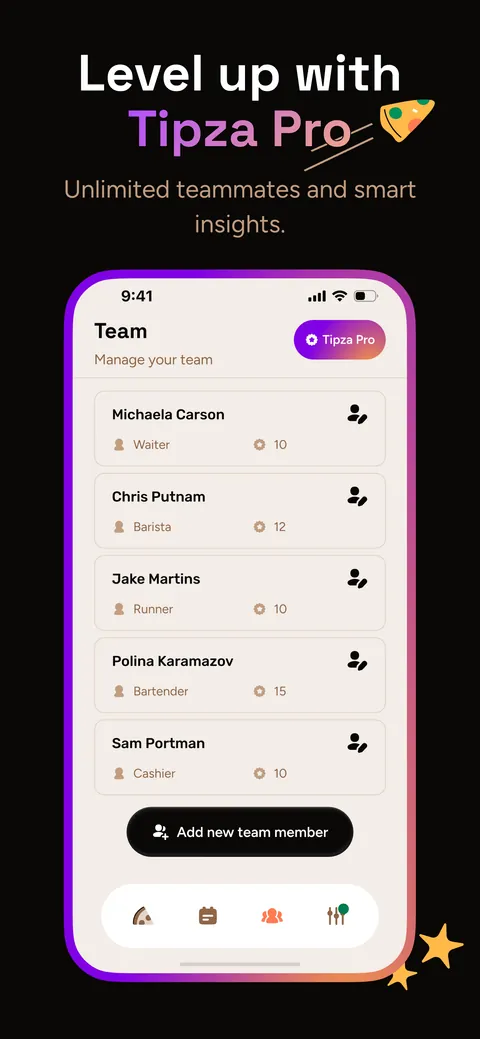 Level up with
Tipza Pro
Unlimited teammates and smart
insights.
9:41
Team
Tipza Pro
Manage your team
Michaela Carson
Waiter 10
Chris Putnam
Barista 12
Jake Martins
Runner 10
Polina Karamazov
Bartender 15
Sam Portman
Cashier 10
Add new team member